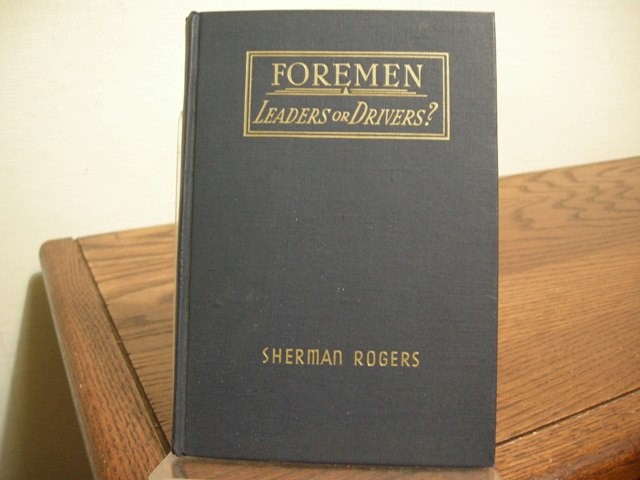 FOREMEN
LEADERS OR DRIVERS?
SHERMAN ROGERS